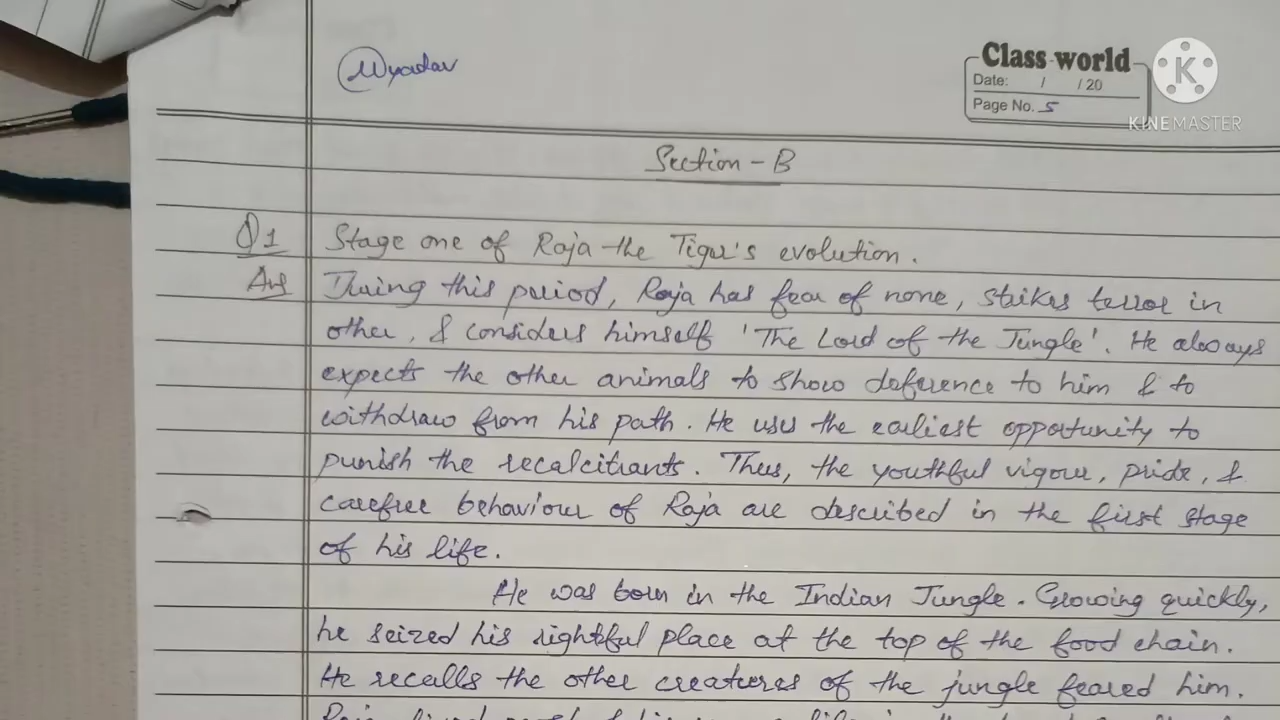 Myadav
Class world
Date: / / 20
Page No. 5
KINEMASTER
Section - B
Q1 Stage one of Raja the Tiger's evolution.
Ans During this period, Raja has fear of none, strikes terror in
other, & considers himself 'The Lord of the Jungle'. He always
expects the other animals to show deference to him & to
withdraw from his path. He uses the earliest opportunity to
punish the recalcitrants. Thus, the youthful vigour, pride, &
carefree behaviour of Raja are described in the first stage
of his life.
He was born in the Indian Jungle. Growing quickly,
he seized his rightful place at the top of the food chain.
He recalls the other creatures of the jungle feared him.